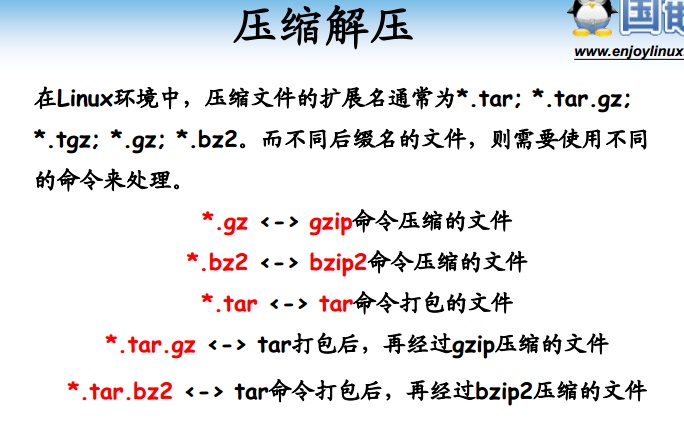 压缩解压
国嵌
www.enjoylinux
在Linux环境中，压缩文件的扩展名通常为*.tar; *.tar.gz;
*.tgz; *.gz; *.bz2。而不同后缀名的文件，则需要使用不同
的命令来处理。
*.gz <-> gzip命令压缩的文件
*.bz2 <-> bzip2命令压缩的文件
*.tar <-> tar命令打包的文件
*.tar.gz <-> tar打包后，再经过gzip压缩的文件
*.tar.bz2 <-> tar命令打包后，再经过bzip2压缩的文件